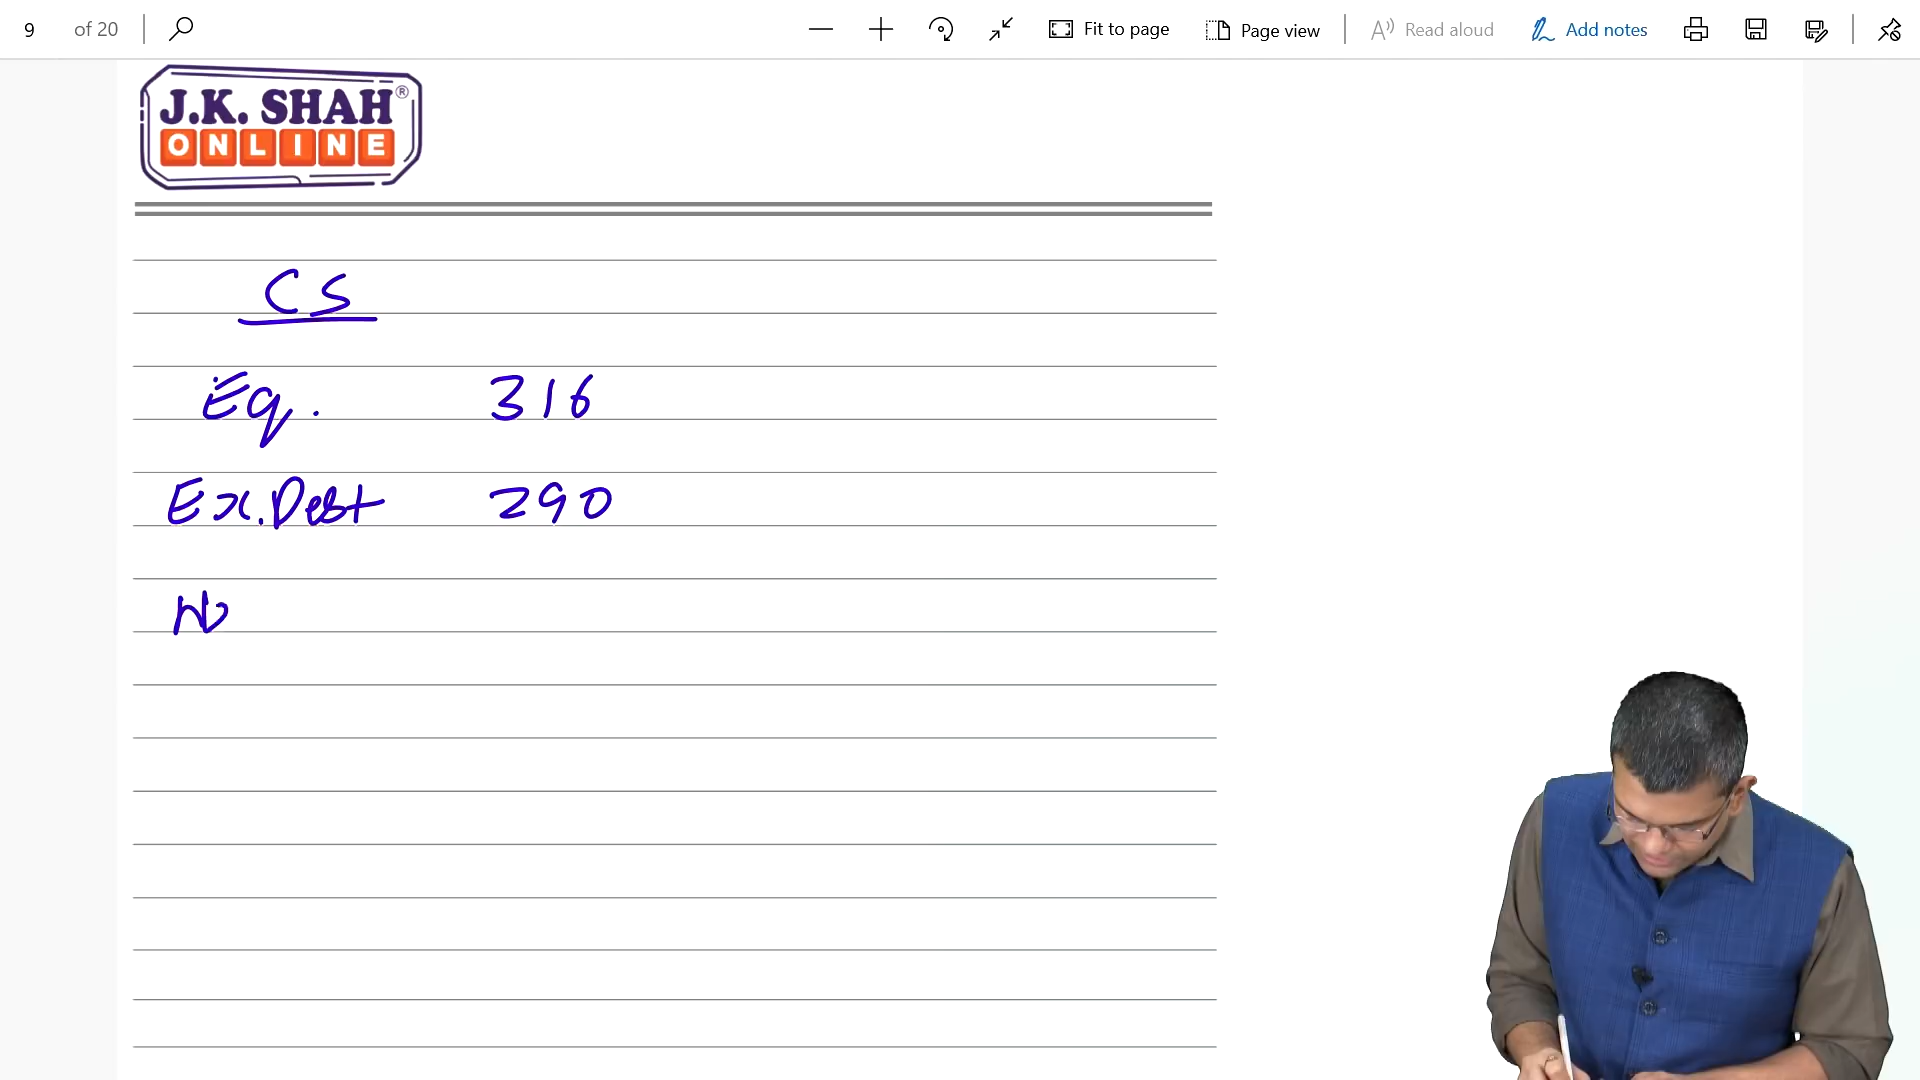 9 of 20 Fit to page Page view Read aloud Add notes
J.K. SHAH®
ONLINE
CS
Eq. 316
Ex. Debt 290